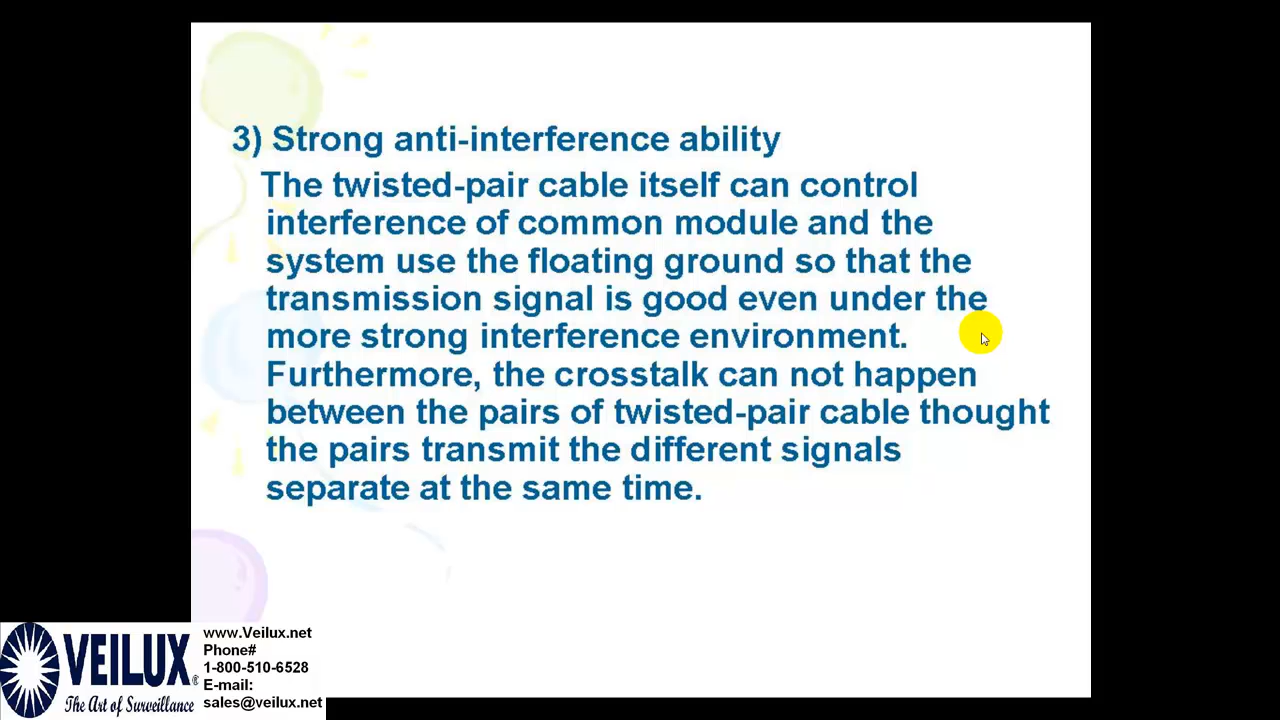 3) Strong anti-interference ability
The twisted-pair cable itself can control
interference of common module and the
system use the floating ground so that the
transmission signal is good even under the
more strong interference environment.
Furthermore, the crosstalk can not happen
between the pairs of twisted-pair cable thought
the pairs transmit the different signals
separate at the same time.
VEILUX®
The Art of Surveillance
www.Veilux.net
Phone#
1-800-510-6528
E-mail:
sales@veilux.net